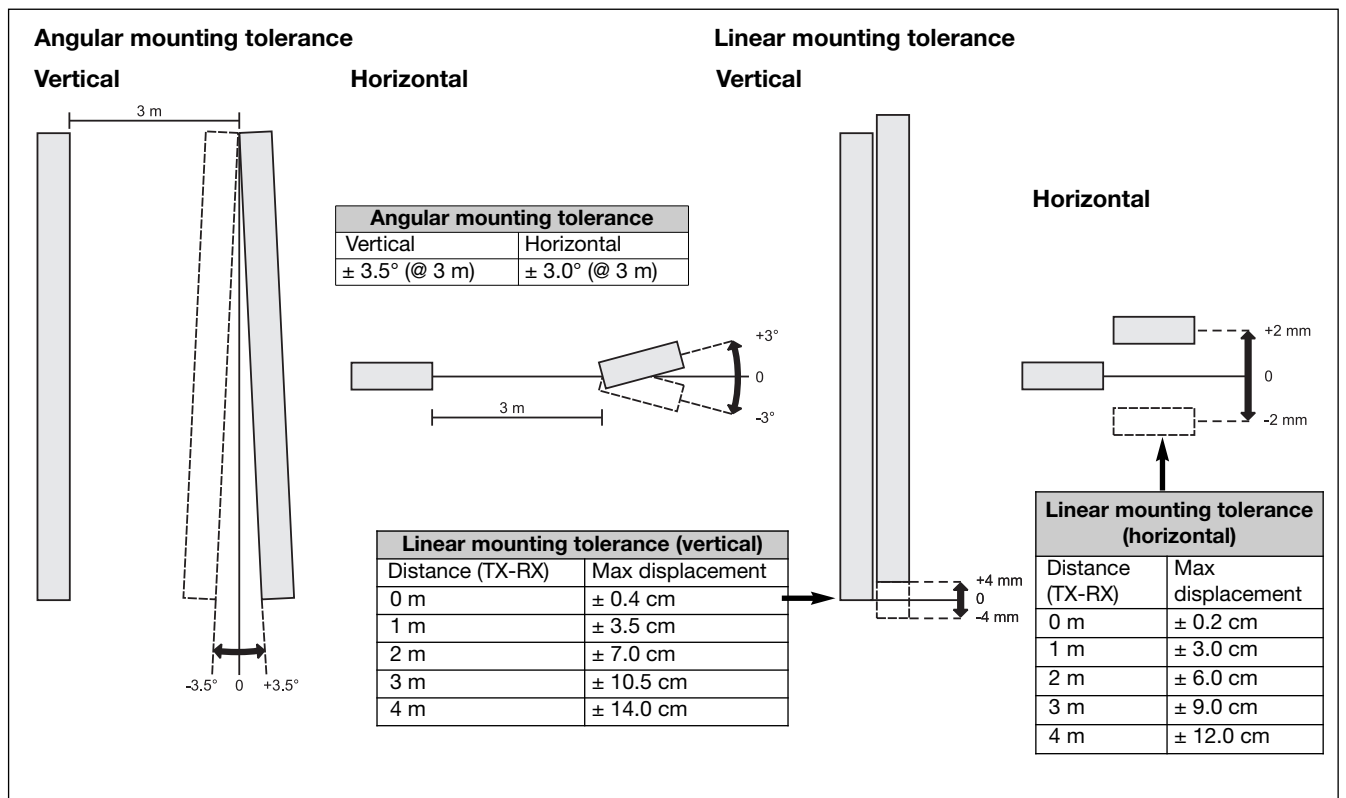 Angular mounting tolerance
Vertical
Horizontal
3 m
-3.5° 0 +3.5°
Angular mounting tolerance
Vertical Horizontal
± 3.5° (@ 3 m) ± 3.0° (@ 3 m)
+3°
0
-3°
3 m
Linear mounting tolerance
Vertical
Horizontal
Linear mounting tolerance (vertical)
Distance (TX-RX) Max displacement
0 m ± 0.4 cm
1 m ± 3.5 cm
2 m ± 7.0 cm
3 m ± 10.5 cm
4 m ± 14.0 cm
+4 mm
0
-4 mm
+2 mm
0
-2 mm
Linear mounting tolerance
(horizontal)
Distance Max
(TX-RX) displacement
0 m ± 0.2 cm
1 m ± 3.0 cm
2 m ± 6.0 cm
3 m ± 9.0 cm
4 m ± 12.0 cm